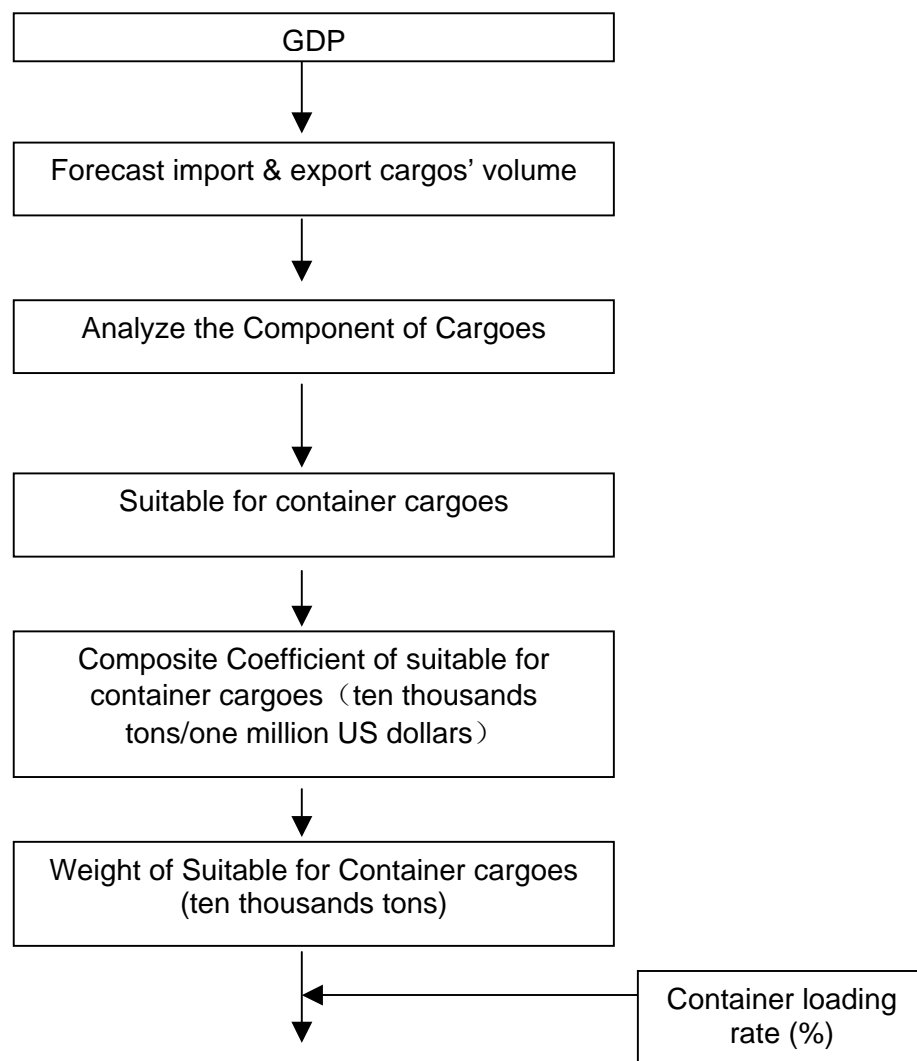 GDP
Forecast import & export cargos’ volume
Analyze the Component of Cargoes
Suitable for container cargoes
Composite Coefficient of suitable for
container cargoes（ten thousands
tons/one million US dollars）
Weight of Suitable for Container cargoes
(ten thousands tons)
Container loading
rate (%)